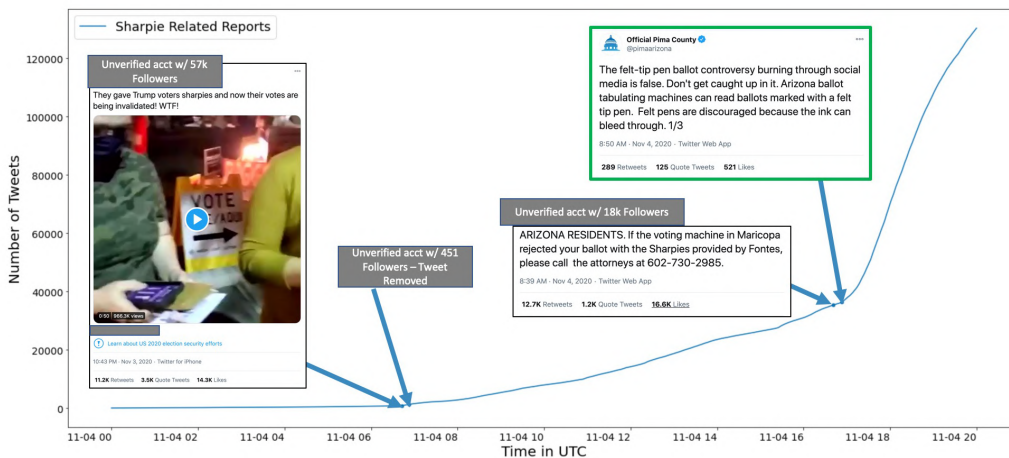 Sharpie Related Reports
Unverified acct w/ 57k
Followers
They gave Trump voters sharpies and now their votes are
being invalidated! WTF!
VOTE
0:50 966.3K views
Learn about US 2020 election security efforts
10:43 PM · Nov 3, 2020 · Twitter for iPhone
11.2K Retweets 3.5K Quote Tweets 14.3K Likes
Unverified acct w/ 451
Followers – Tweet
Removed
Official Pima County
@pimaarizona
The felt-tip pen ballot controversy burning through social
media is false. Don't get caught up in it. Arizona ballot
tabulating machines can read ballots marked with a felt
tip pen. Felt pens are discouraged because the ink can
bleed through. 1/3
8:50 AM · Nov 4, 2020 · Twitter Web App
289 Retweets 125 Quote Tweets 521 Likes
Unverified acct w/ 18k Followers
ARIZONA RESIDENTS. If the voting machine in Maricopa
rejected your ballot with the Sharpies provided by Fontes,
please call the attorneys at 602-730-2985.
8:39 AM · Nov 4, 2020 · Twitter Web App
12.7K Retweets 1.2K Quote Tweets 16.6K Likes
Number of Tweets
120000
100000
80000
60000
40000
20000
0
11-04 00 11-04 02 11-04 04 11-04 06 11-04 08 11-04 10 11-04 12 11-04 14 11-04 16 11-04 18 11-04 20
Time in UTC